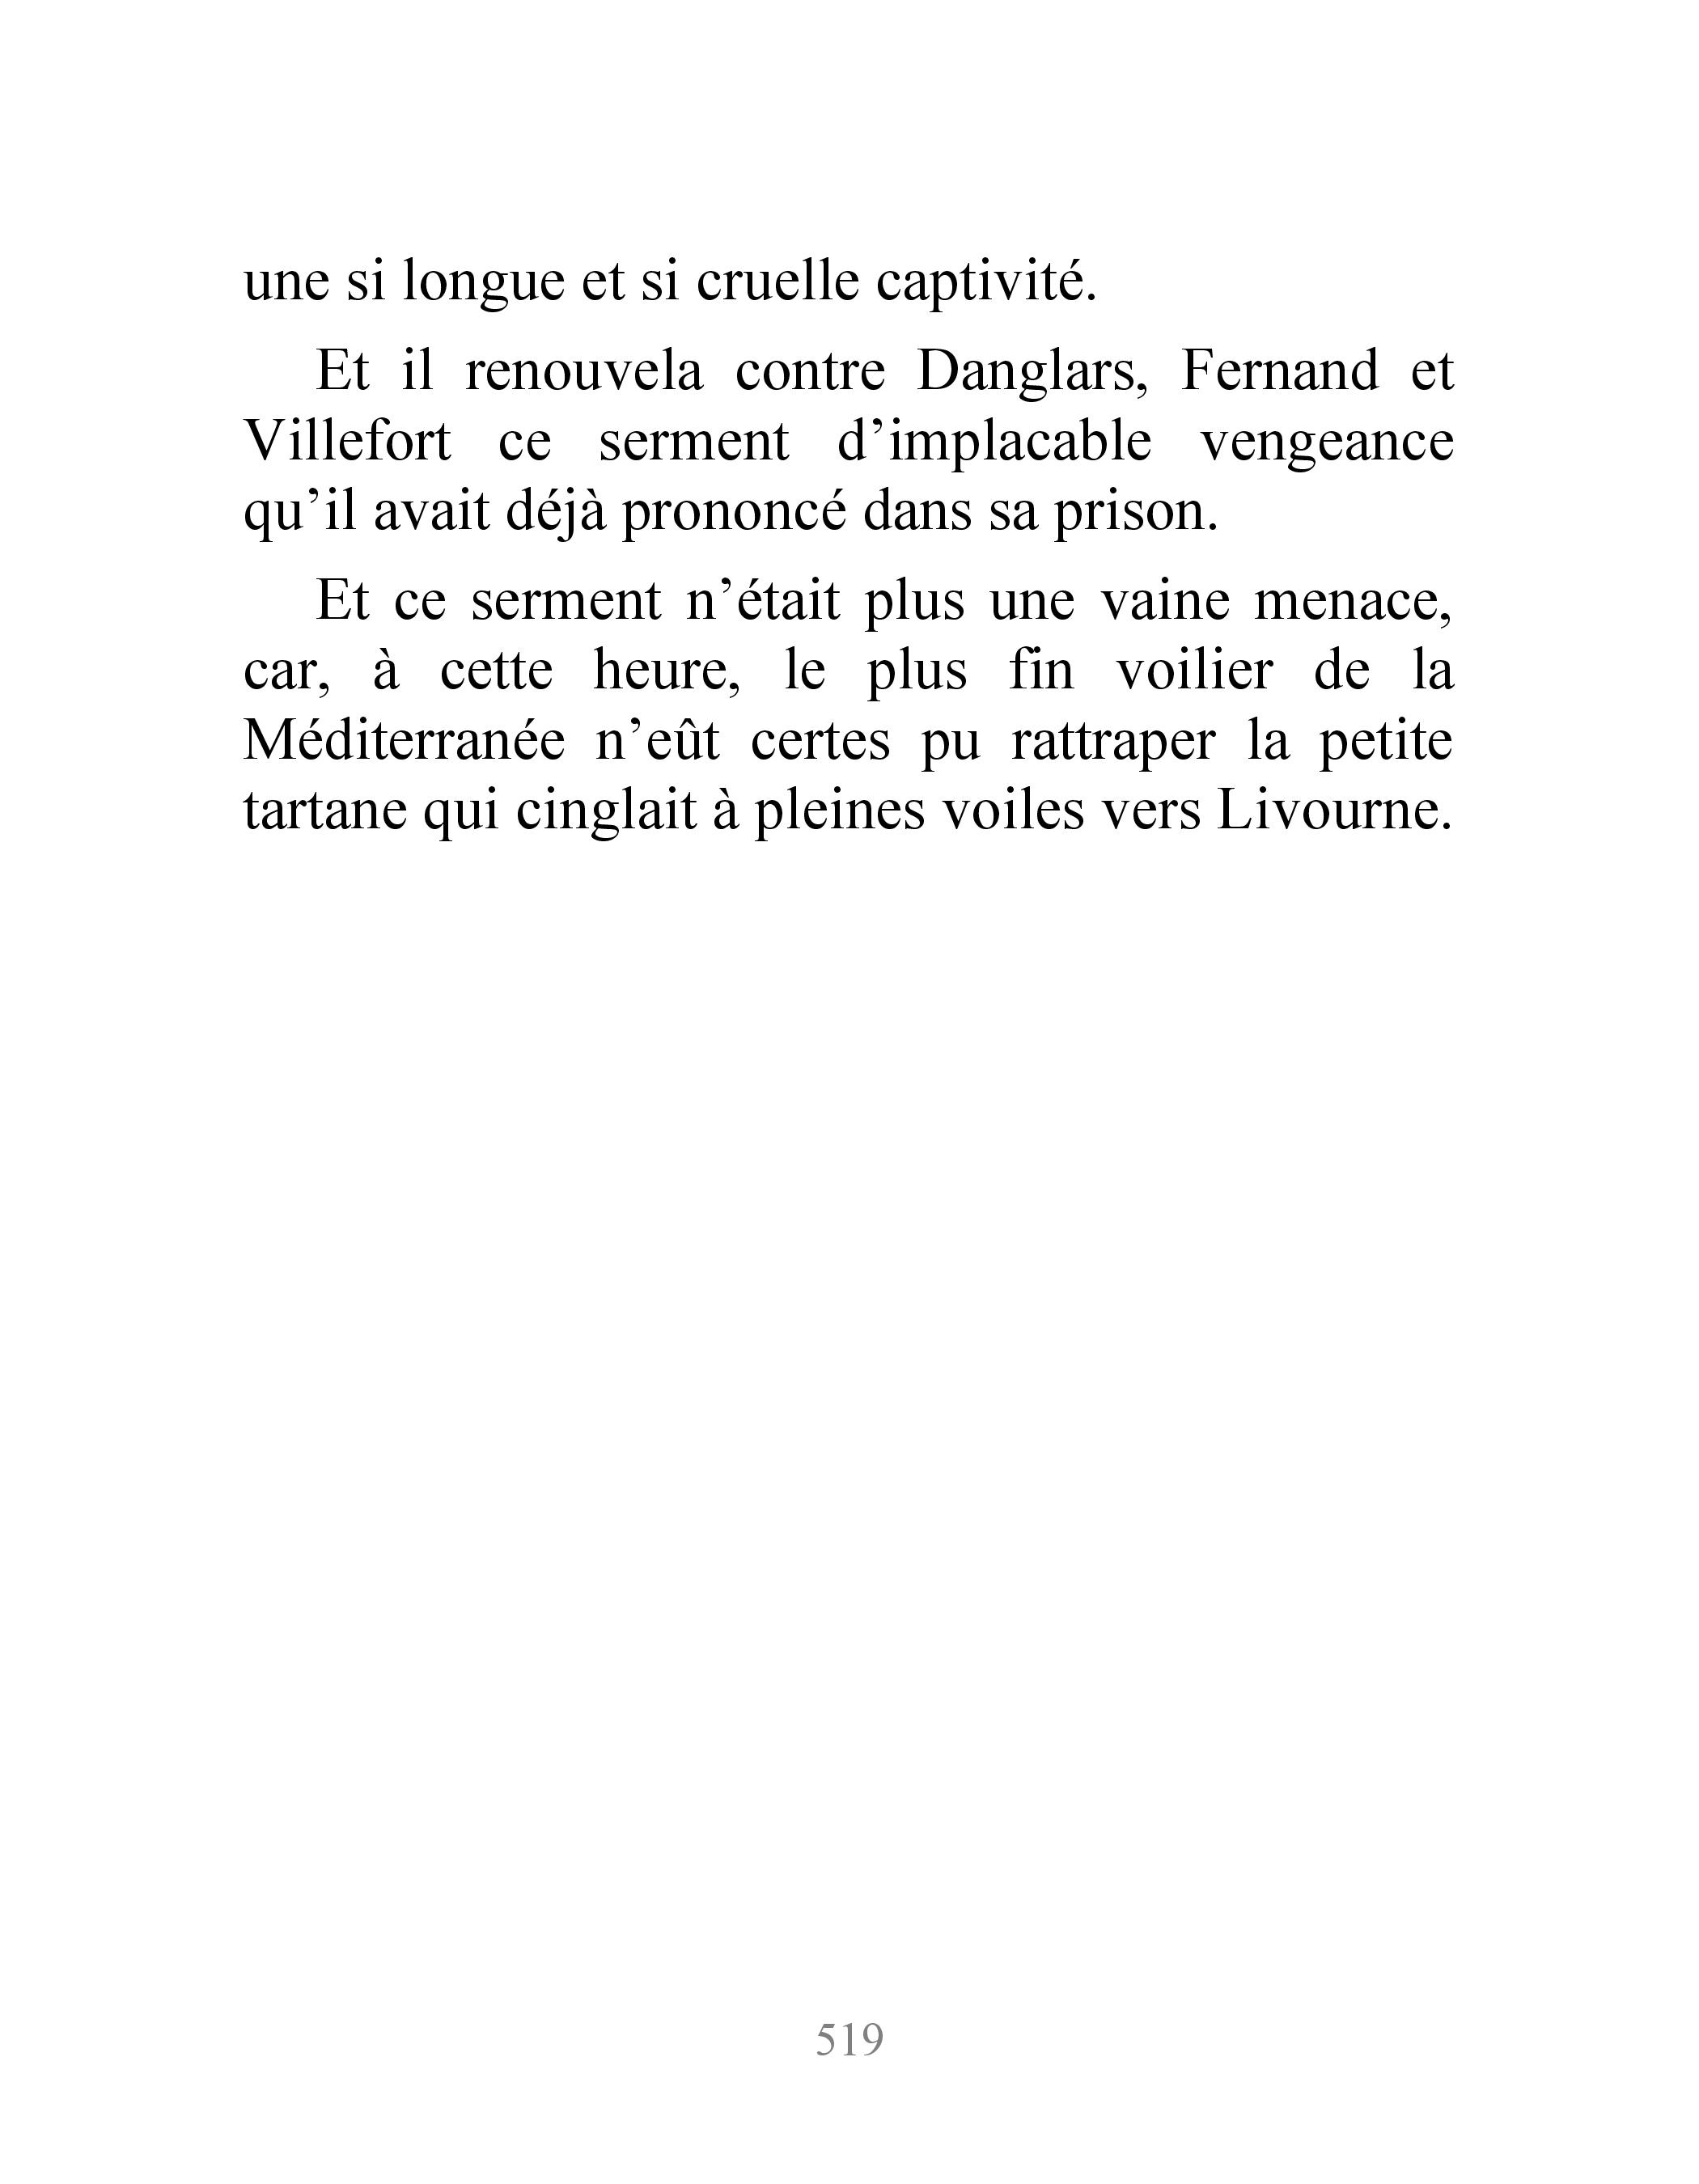 une si longue et si cruelle captivité.
Et il renouvela contre Danglars, Fernand et
Villefort ce serment d’implacable vengeance
qu’il avait déjà prononcé dans sa prison.
Et ce serment n’était plus une vaine menace,
car, à cette heure, le plus fin voilier de la
Méditerranée n’eût certes pu rattraper la petite
tartane qui cinglait à pleines voiles vers Livourne.
519